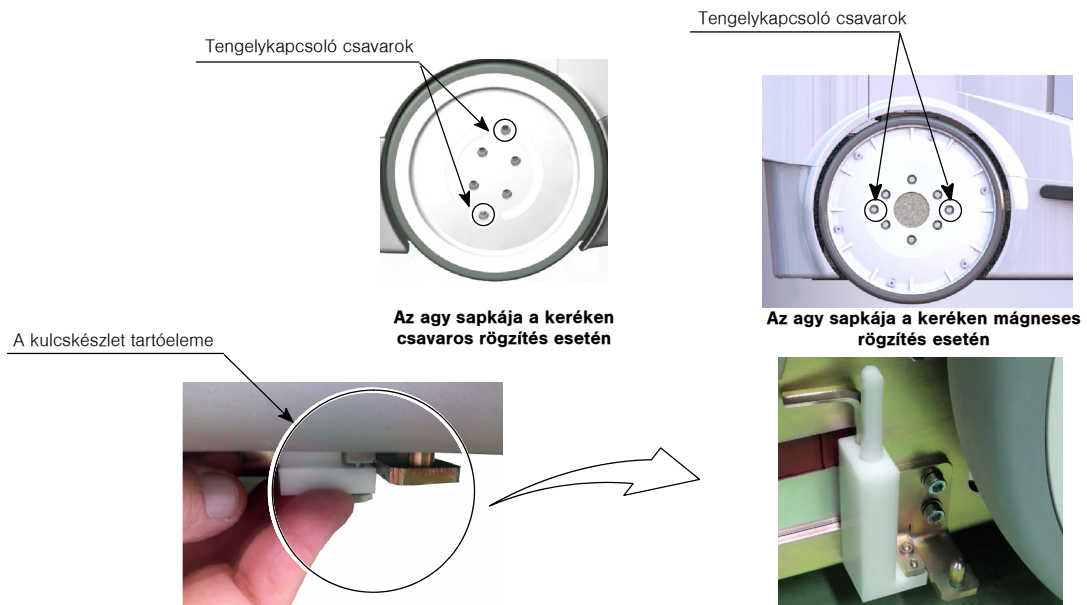 Tengelykapcsoló csavarok
Tengelykapcsoló csavarok
Az agy sapkája a keréken
csavaros rögzítés esetén
Az agy sapkája a keréken mágneses
rögzítés esetén
A kulcskészlet tartóeleme